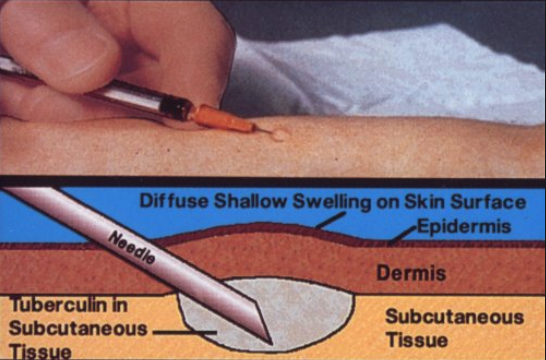 Diffuse Shallow Swelling on Skin Surface
Epidermis
Needle
Dermis
Tuberculin in
Subcutaneous
Tissue
Subcutaneous
Tissue